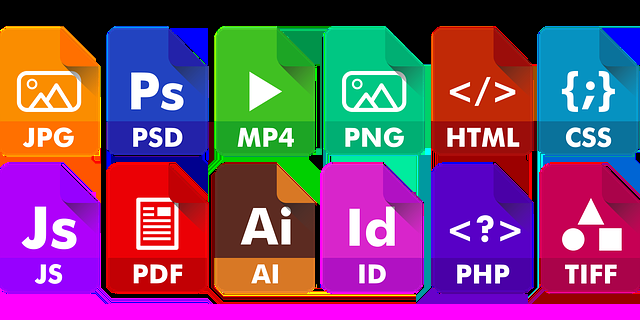 JPG
Ps
PSD
MP4
PNG
</>
HTML
{;}
CSS
Js
JS
PDF
Ai
AI
Id
ID
<?>
PHP
TIFF